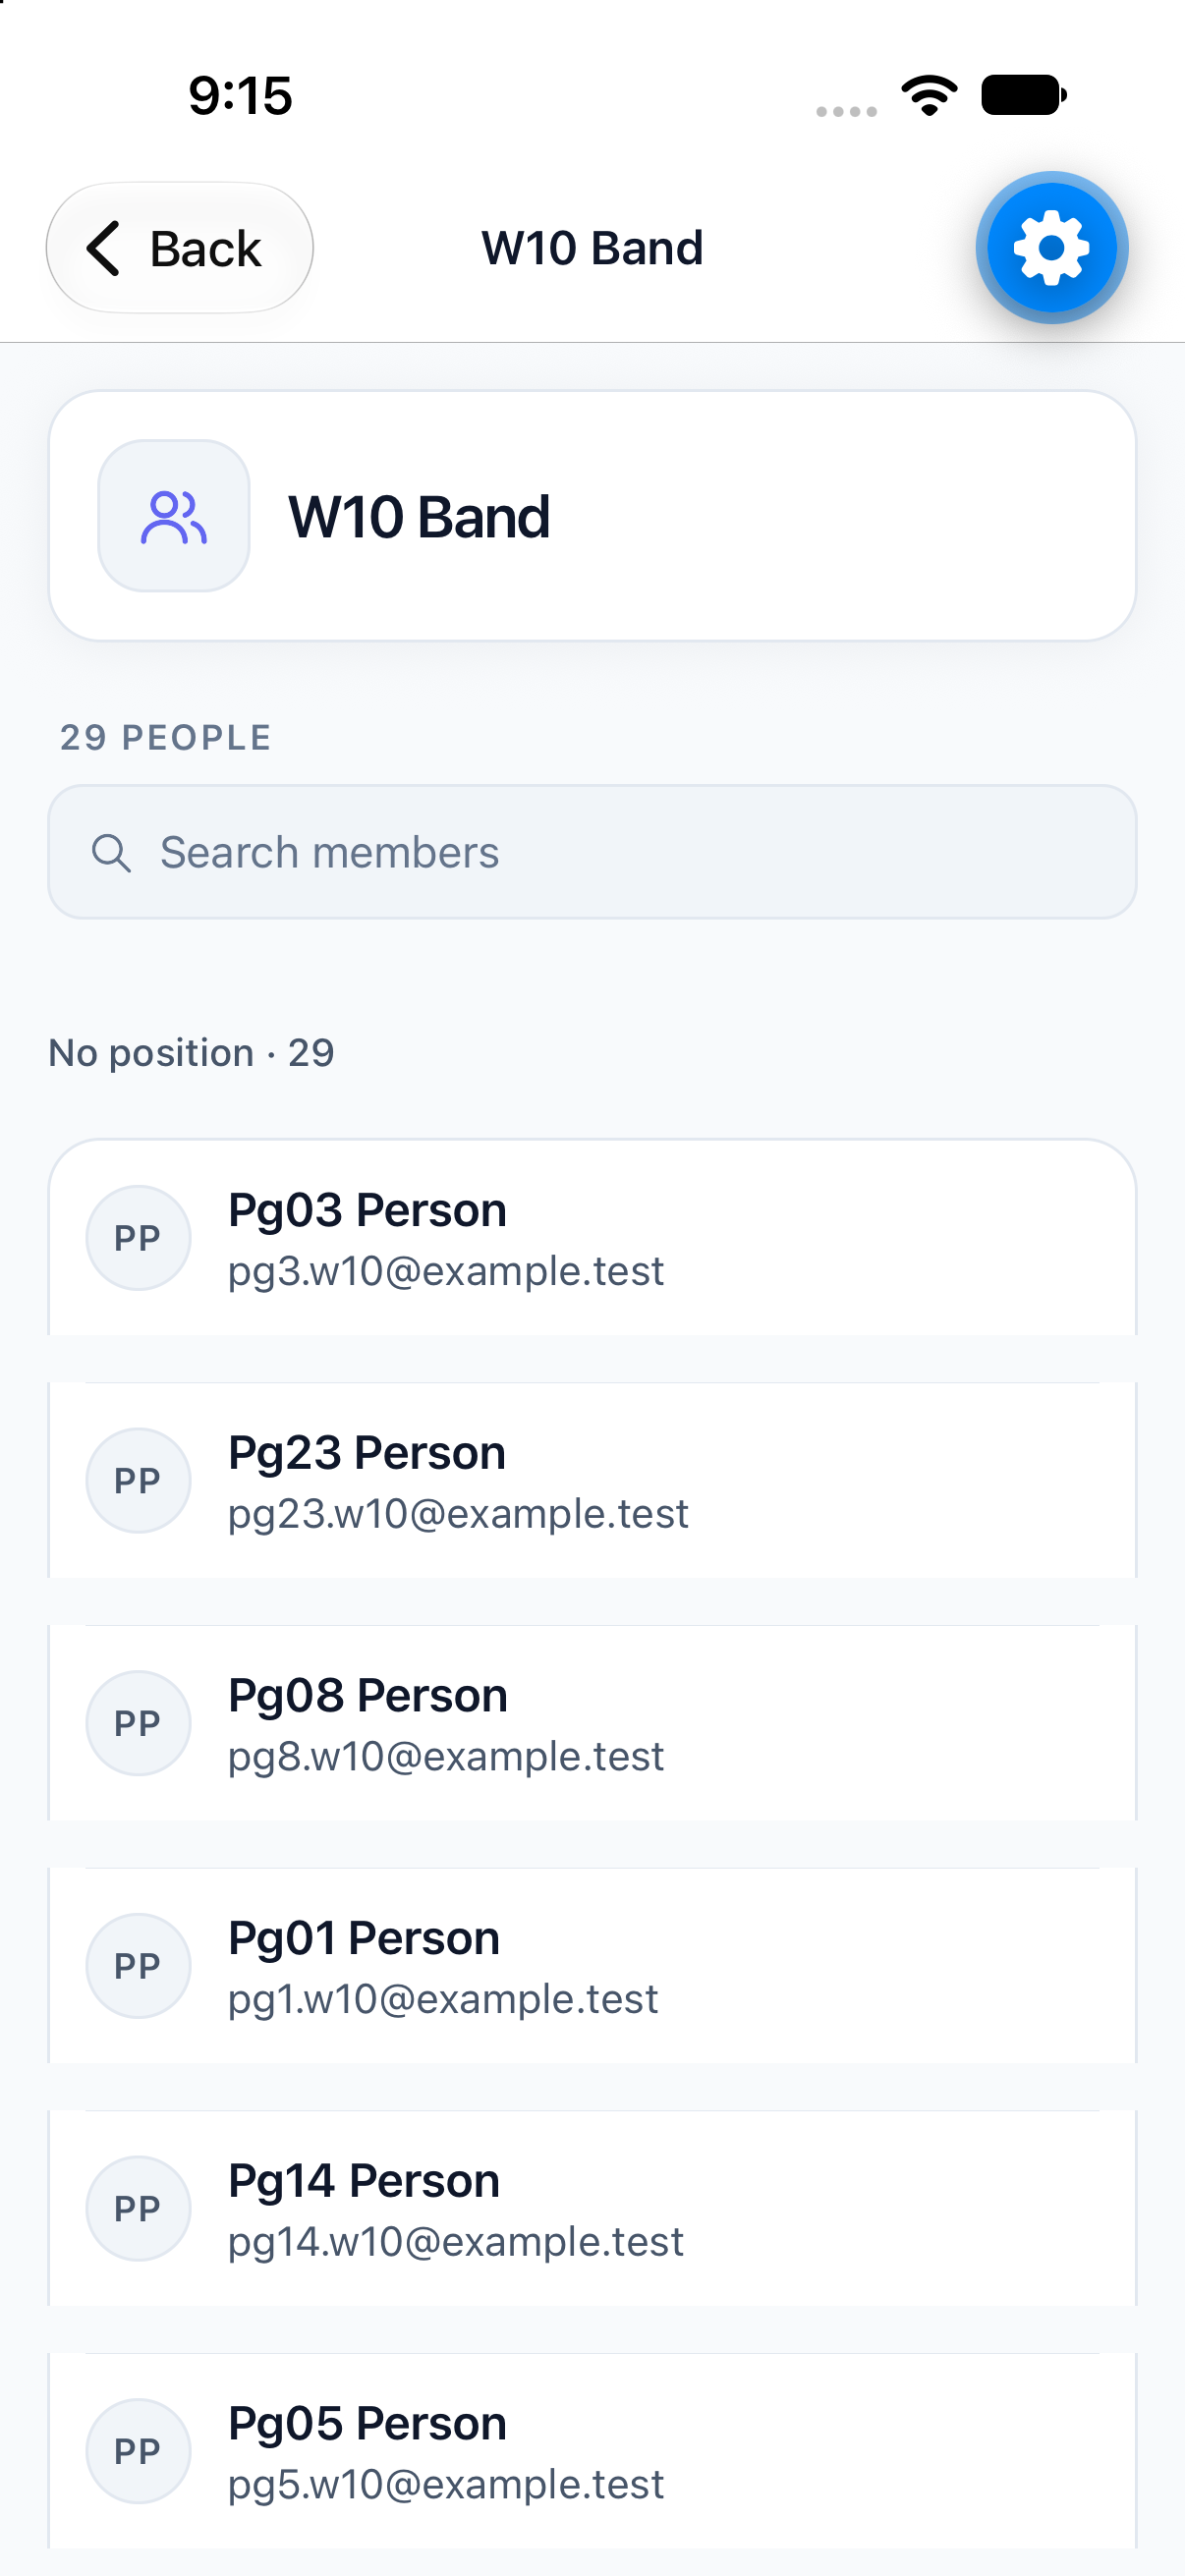 9:15
Back
W10 Band
W10 Band
29 PEOPLE
Search members
No position · 29
PP
Pg03 Person
pg3.w10@example.test
PP
Pg23 Person
pg23.w10@example.test
PP
Pg08 Person
pg8.w10@example.test
PP
Pg01 Person
pg1.w10@example.test
PP
Pg14 Person
pg14.w10@example.test
PP
Pg05 Person
pg5.w10@example.test